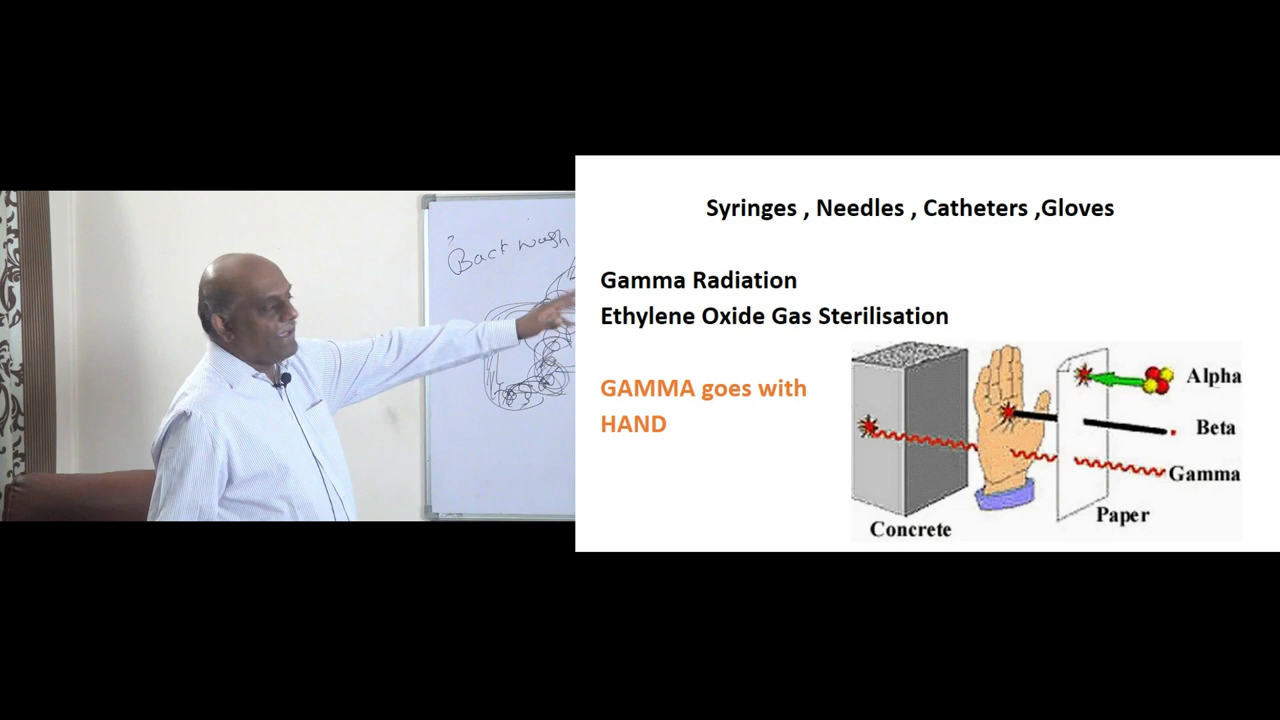 Back wash
Syringes , Needles , Catheters ,Gloves
Gamma Radiation
Ethylene Oxide Gas Sterilisation
GAMMA goes with
HAND
Alpha
Beta
Gamma
Paper
Concrete